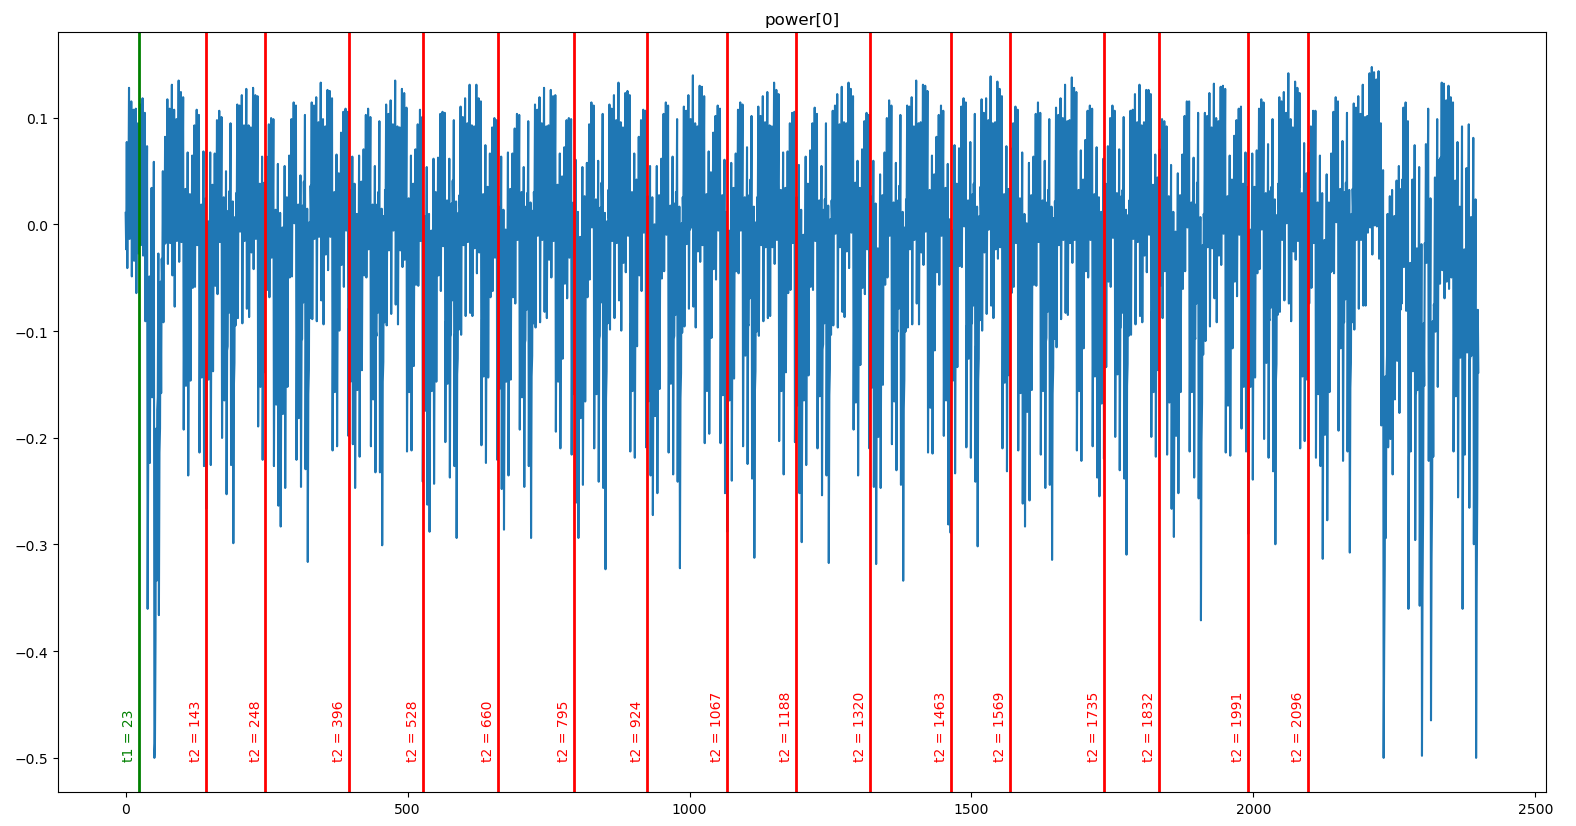 power[0]
0.1
0.0
−0.1
−0.2
−0.3
−0.4
−0.5
t1 = 23
t2 = 143
t2 = 248
t2 = 396
t2 = 528
t2 = 660
t2 = 795
t2 = 924
t2 = 1067
t2 = 1188
t2 = 1320
t2 = 1463
t2 = 1569
t2 = 1735
t2 = 1832
t2 = 1991
t2 = 2096
0
500
1000
1500
2000
2500